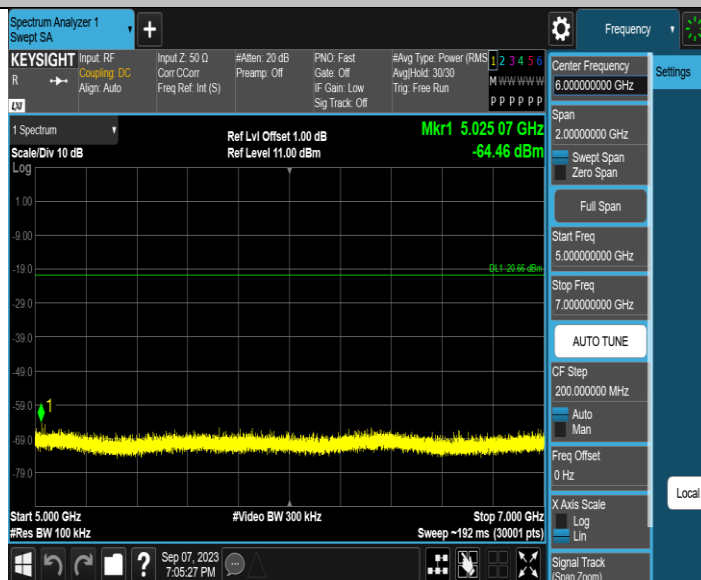 Spectrum Analyzer 1
Swept SA
Frequency
KEYSIGHT
R
LXI
Input: RF
Coupling: DC
Align: Auto
Input Z: 50 Ω
Corr CCorr
Freq Ref: Int (S)
#Atten: 20 dB
Preamp: Off
PNO: Fast
Gate: Off
IF Gain: Low
Sig Track: Off
#Avg Type: Power (RMS
Avg|Hold: 30/30
Trig: Free Run
1 2 3 4 5 6
M W W W W W
P P P P P P
1 Spectrum
Scale/Div 10 dB
Log
Ref Lvl Offset 1.00 dB
Ref Level 11.00 dBm
Mkr1 5.025 07 GHz
-64.46 dBm
1.00
-9.00
-19.0
DL1 -20.66 dBm
-29.0
-39.0
-49.0
-59.0
1
-69.0
-79.0
Start 5.000 GHz
#Video BW 300 kHz
Stop 7.000 GHz
#Res BW 100 kHz
Sweep ~192 ms (30001 pts)
?
Sep 07, 2023
7:05:27 PM
Center Frequency
6.000000000 GHz
Span
2.00000000 GHz
Swept Span
Zero Span
Full Span
Start Freq
5.000000000 GHz
Stop Freq
7.000000000 GHz
AUTO TUNE
CF Step
200.000000 MHz
Auto
Man
Freq Offset
0 Hz
X Axis Scale
Log
Lin
Signal Track
(Span Zoom)
Settings
Local